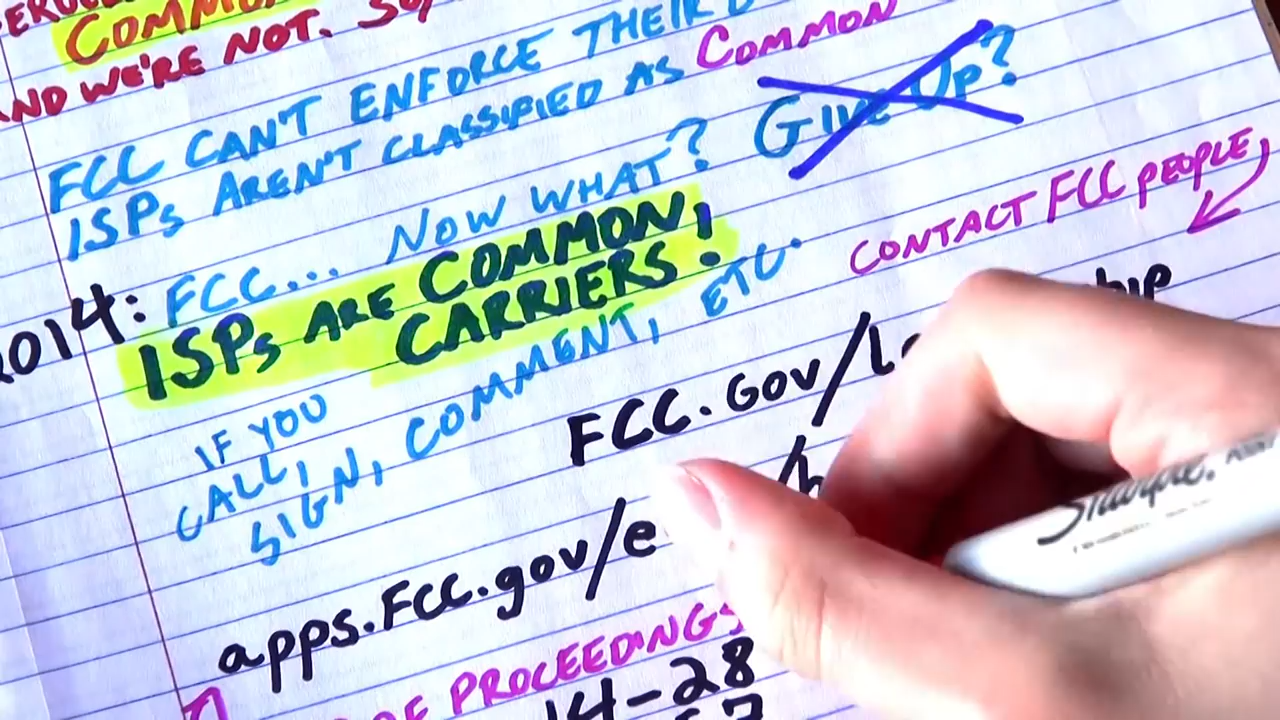 COMMON
AND WE'RE NOT.
FCC CAN'T ENFORCE THEIR
ISPs AREN'T CLASSIFIED AS COMMON
GIVE UP?
2014: FCC... NOW WHAT?
ISPs ARE COMMON
CARRIERS!
CONTACT FCC PEOPLE,
IF YOU
CALL,
SIGN, COMMENT, ETC.
FCC.GOV/
apps.FCC.gov/e
PROCEEDINGS
14-28
Sharpie.